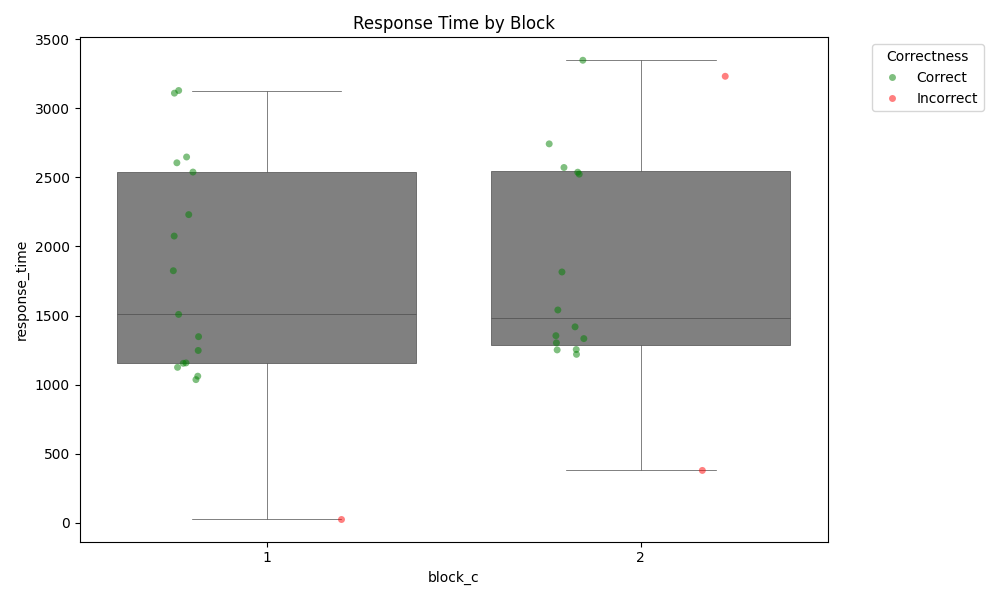 Response Time by Block
3500
3000
2500
2000
1500
1000
500
0
response_time
1
2
block_c
Correctness
Correct
Incorrect